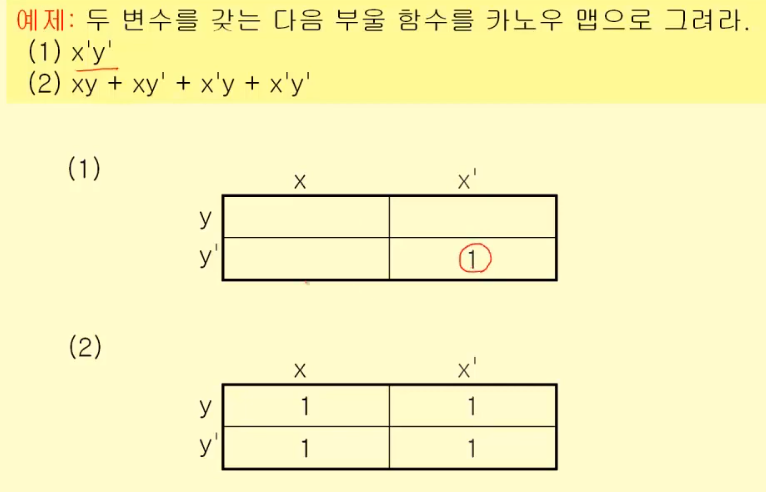 예제: 두 변수를 갖는 다음 부울 함수를 카노우 맵으로 그려라.
(1) x'y'
(2) xy + xy' + x'y + x'y'
(1)
x x'
y
y' 1
(2)
x x'
y 1 1
y' 1 1